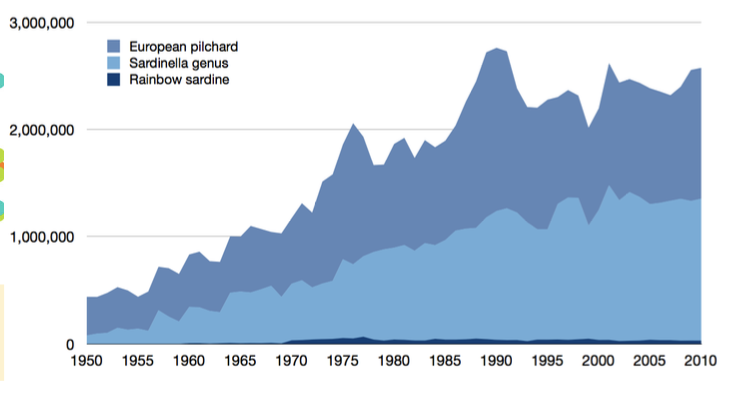 3,000,000
European pilchard
Sardinella genus
Rainbow sardine
2,000,000
1,000,000
0
1950 1955 1960 1965 1970 1975 1980 1985 1990 1995 2000 2005 2010